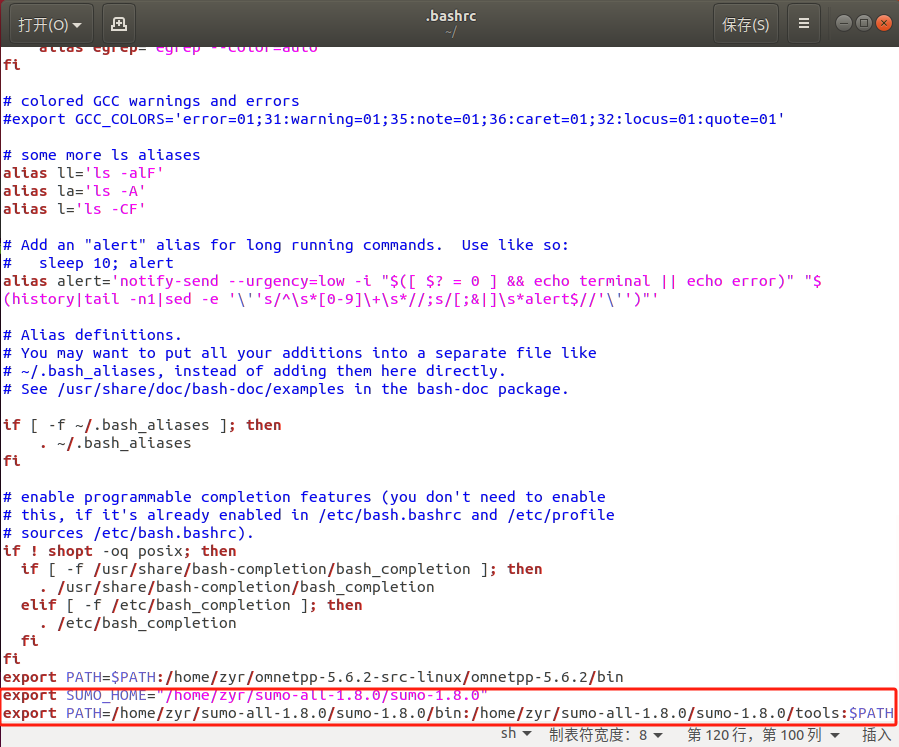 打开(O)
.bashrc
~/
保存(S)
    alias egrep='egrep --color=auto'
fi
# colored GCC warnings and errors
#export GCC_COLORS='error=01;31:warning=01;35:note=01;36:caret=01;32:locus=01:quote=01'
# some more ls aliases
alias ll='ls -alF'
alias la='ls -A'
alias l='ls -CF'
# Add an "alert" alias for long running commands.  Use like so:
#   sleep 10; alert
alias alert='notify-send --urgency=low -i "$([ $? = 0 ] && echo terminal || echo error)" "$
(history|tail -n1|sed -e '\''s/^\s*[0-9]\+\s*//;s/[;&|]\s*alert$//'\'')"'
# Alias definitions.
# You may want to put all your additions into a separate file like
# ~/.bash_aliases, instead of adding them here directly.
# See /usr/share/doc/bash-doc/examples in the bash-doc package.
if [ -f ~/.bash_aliases ]; then
    . ~/.bash_aliases
fi
# enable programmable completion features (you don't need to enable
# this, if it's already enabled in /etc/bash.bashrc and /etc/profile
# sources /etc/bash.bashrc).
if ! shopt -oq posix; then
  if [ -f /usr/share/bash-completion/bash_completion ]; then
    . /usr/share/bash-completion/bash_completion
  elif [ -f /etc/bash_completion ]; then
    . /etc/bash_completion
  fi
fi
export PATH=$PATH:/home/zyr/omnetpp-5.6.2-src-linux/omnetpp-5.6.2/bin
export SUMO_HOME="/home/zyr/sumo-all-1.8.0/sumo-1.8.0"
export PATH=/home/zyr/sumo-all-1.8.0/sumo-1.8.0/bin:/home/zyr/sumo-all-1.8.0/sumo-1.8.0/tools:$PATH
sh 制表符宽度：8 第 120 行，第 100 列 插入